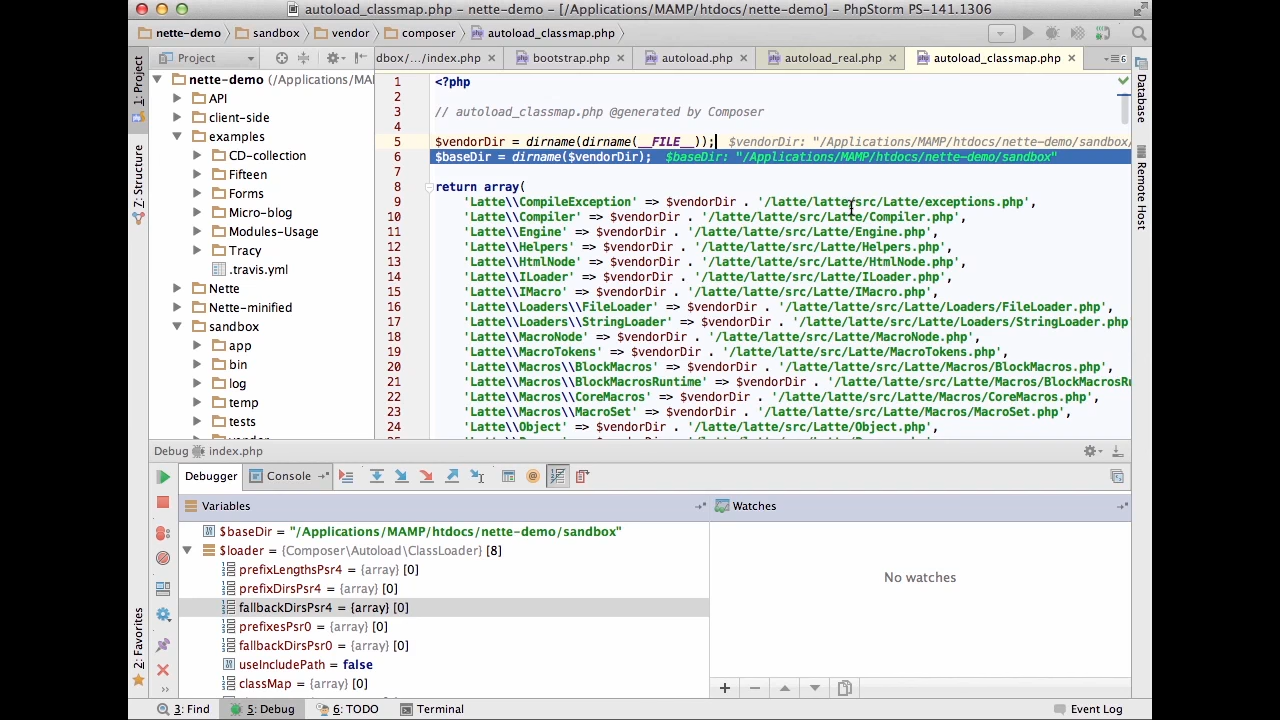 autoload_classmap.php - nette-demo - [/Applications/MAMP/htdocs/nette-demo] - PhpStorm PS-141.1306
nette-demo sandbox vendor composer autoload_classmap.php
Project dbox/…/index.php bootstrap.php autoload.php autoload_real.php autoload_classmap.php 6
1: Project
Z: Structure
2: Favorites
nette-demo (/Applications/MA
API
client-side
examples
CD-collection
Fifteen
Forms
Micro-blog
Modules-Usage
Tracy
.travis.yml
Nette
Nette-minified
sandbox
app
bin
log
temp
tests
1 <?php
2
3 // autoload_classmap.php @generated by Composer
4
5 $vendorDir = dirname(dirname(__FILE__)); $vendorDir: "/Applications/MAMP/htdocs/nette-demo/sandbox/
6 $baseDir = dirname($vendorDir); $baseDir: "/Applications/MAMP/htdocs/nette-demo/sandbox"
7
8 return array(
9 'Latte\\CompileException' => $vendorDir . '/latte/latte/src/Latte/exceptions.php',
10 'Latte\\Compiler' => $vendorDir . '/latte/latte/src/Latte/Compiler.php',
11 'Latte\\Engine' => $vendorDir . '/latte/latte/src/Latte/Engine.php',
12 'Latte\\Helpers' => $vendorDir . '/latte/latte/src/Latte/Helpers.php',
13 'Latte\\HtmlNode' => $vendorDir . '/latte/latte/src/Latte/HtmlNode.php',
14 'Latte\\ILoader' => $vendorDir . '/latte/latte/src/Latte/ILoader.php',
15 'Latte\\IMacro' => $vendorDir . '/latte/latte/src/Latte/IMacro.php',
16 'Latte\\Loaders\\FileLoader' => $vendorDir . '/latte/latte/src/Latte/Loaders/FileLoader.php',
17 'Latte\\Loaders\\StringLoader' => $vendorDir . '/latte/latte/src/Latte/Loaders/StringLoader.php
18 'Latte\\MacroNode' => $vendorDir . '/latte/latte/src/Latte/MacroNode.php',
19 'Latte\\MacroTokens' => $vendorDir . '/latte/latte/src/Latte/MacroTokens.php',
20 'Latte\\Macros\\BlockMacros' => $vendorDir . '/latte/latte/src/Latte/Macros/BlockMacros.php',
21 'Latte\\Macros\\BlockMacrosRuntime' => $vendorDir . '/latte/latte/src/Latte/Macros/BlockMacrosRu
22 'Latte\\Macros\\CoreMacros' => $vendorDir . '/latte/latte/src/Latte/Macros/CoreMacros.php',
23 'Latte\\Macros\\MacroSet' => $vendorDir . '/latte/latte/src/Latte/Macros/MacroSet.php',
24 'Latte\\Object' => $vendorDir . '/latte/latte/src/Latte/Object.php',
Database
Remote Host
Debug index.php
Debugger Console
Variables
$baseDir = "/Applications/MAMP/htdocs/nette-demo/sandbox"
$loader = {Composer\Autoload\ClassLoader} [8]
prefixLengthsPsr4 = {array} [0]
prefixDirsPsr4 = {array} [0]
fallbackDirsPsr4 = {array} [0]
prefixesPsr0 = {array} [0]
fallbackDirsPsr0 = {array} [0]
useIncludePath = false
classMap = {array} [0]
Watches
No watches
3: Find 5: Debug 6: TODO Terminal Event Log